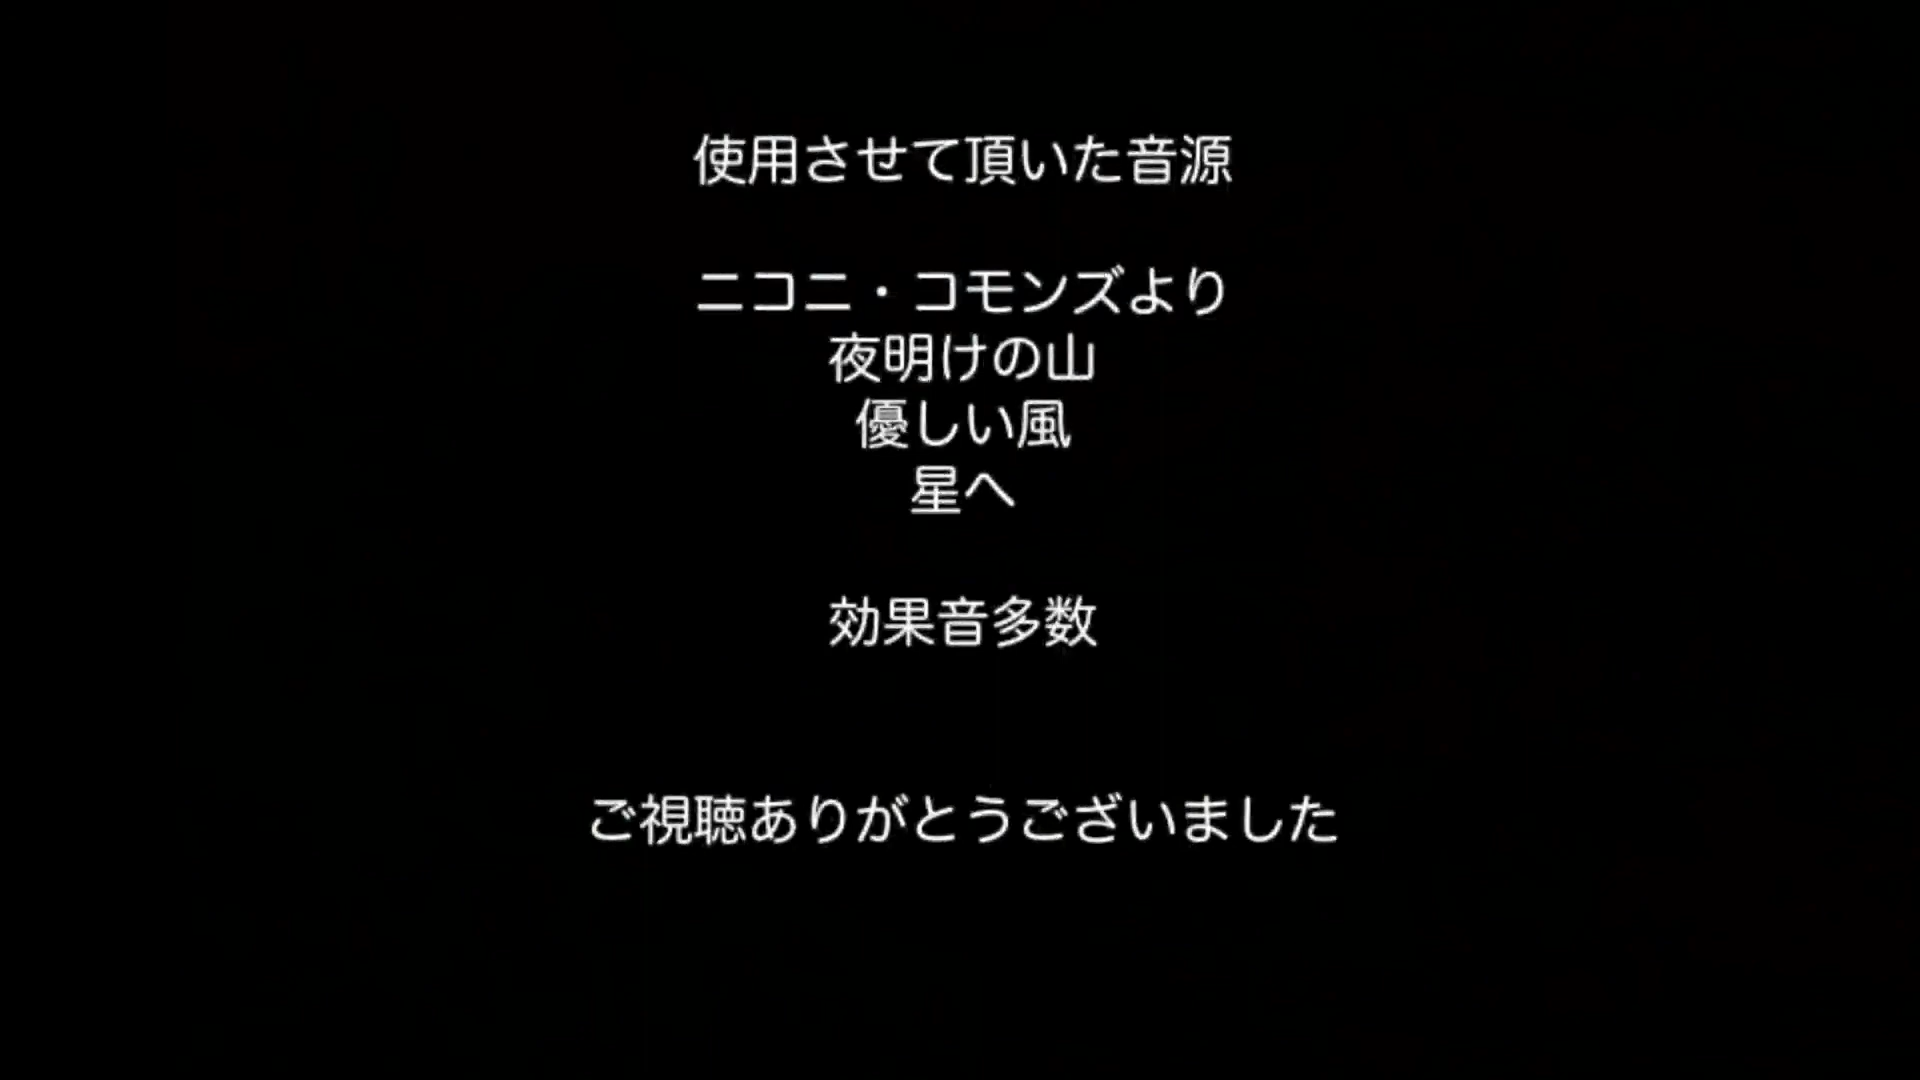 使用させて頂いた音源
ニコニ・コモンズより
夜明けの山
優しい風
星へ
効果音多数
ご視聴ありがとうございました